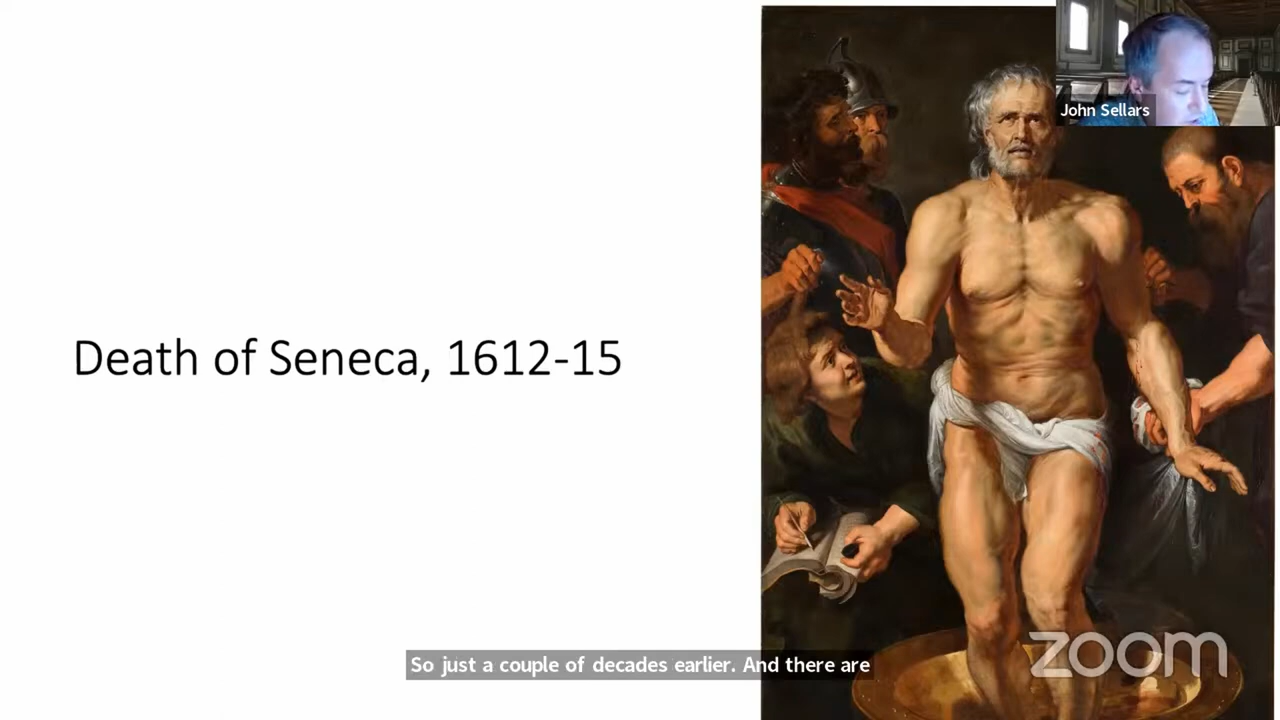 John Sellars
Death of Seneca, 1612-15
So just a couple of decades earlier. And there are
zoom